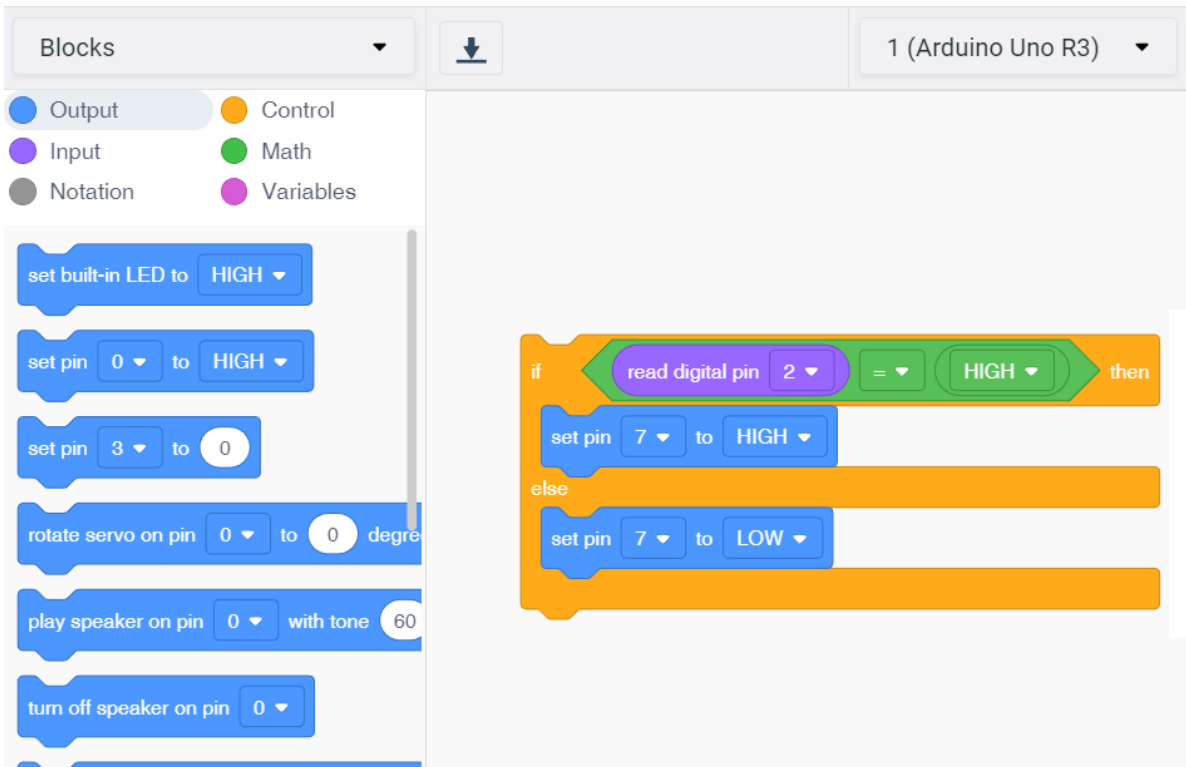 Blocks
1 (Arduino Uno R3)
Output
Control
Input
Math
Notation
Variables
set built-in LED to HIGH
set pin 0 to HIGH
set pin 3 to 0
rotate servo on pin 0 to 0 degre
play speaker on pin 0 with tone 60
turn off speaker on pin 0
if read digital pin 2 = HIGH then
set pin 7 to HIGH
else
set pin 7 to LOW